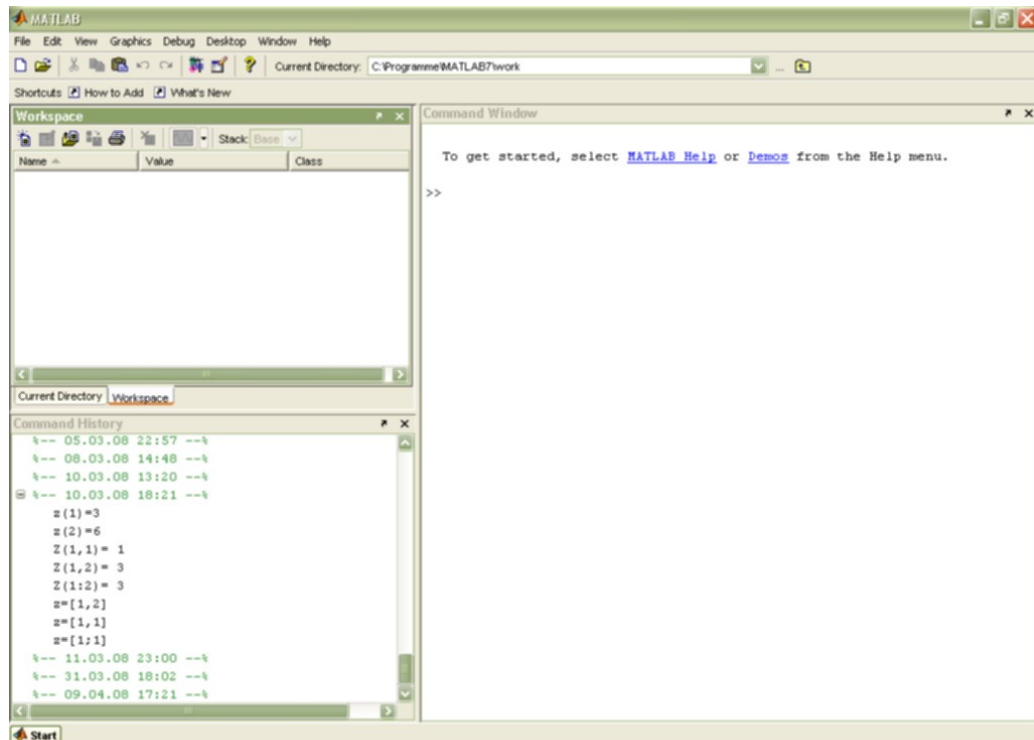 MATLAB
File Edit View Graphics Debug Desktop Window Help
Current Directory: C:\Programme\MATLAB7\work ...
Shortcuts How to Add What's New
Workspace
Stack: Base
Name Value Class
Current Directory Workspace
Command History
%-- 05.03.08 22:57 --%
%-- 08.03.08 14:48 --%
%-- 10.03.08 13:20 --%
%-- 10.03.08 18:21 --%
z(1)=3
z(2)=6
Z(1,1)= 1
Z(1,2)= 3
Z(1:2)= 3
z=[1,2]
z=[1,1]
z=[1;1]
%-- 11.03.08 23:00 --%
%-- 31.03.08 18:02 --%
%-- 09.04.08 17:21 --%
Command Window
To get started, select MATLAB Help or Demos from the Help menu.
>>
Start